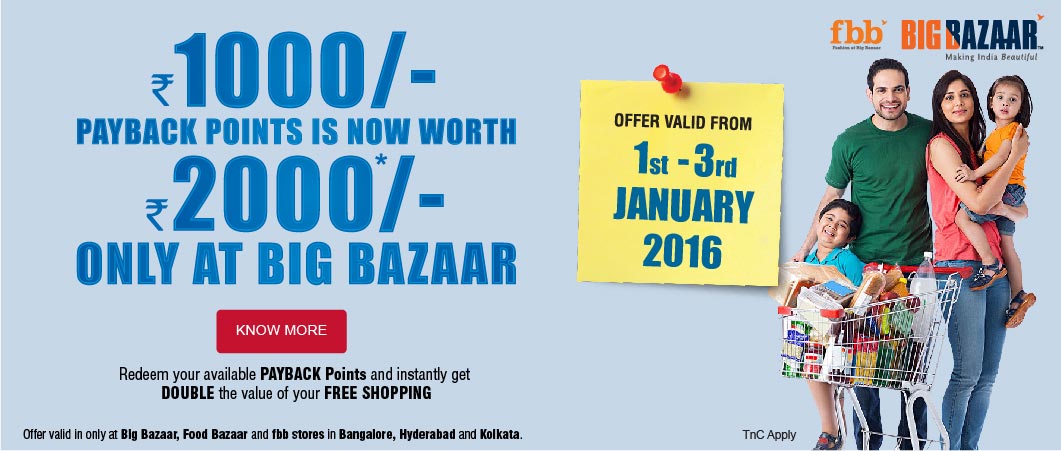 ₹1000/-
PAYBACK POINTS IS NOW WORTH
₹2000*/-
ONLY AT BIG BAZAAR
KNOW MORE
Redeem your available PAYBACK Points and instantly get
DOUBLE the value of your FREE SHOPPING
Offer valid in only at BIg Bazaar, Food Bazaar and fbb stores in Bangalore, Hyderabad and Kolkata.
OFFER VALID FROM
1st - 3rd
JANUARY
2016
fbb
Fashion at Big Bazaar
BIG BAZAAR™
Making India Beautiful
TnC Apply